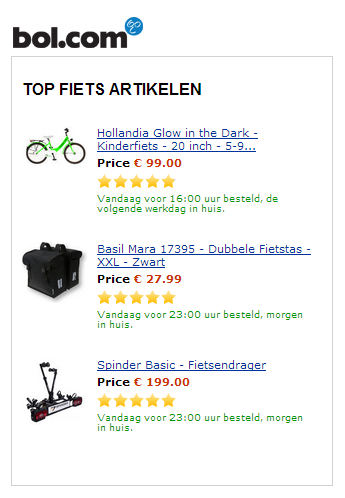 bol.com
TOP FIETS ARTIKELEN
Hollandia Glow in the Dark -
Kinderfiets - 20 inch - 5-9...
Price € 99.00
Vandaag voor 16:00 uur besteld, de
volgende werkdag in huis.
Basil Mara 17395 - Dubbele Fietstas -
XXL - Zwart
Price € 27.99
Vandaag voor 23:00 uur besteld, morgen
in huis.
Spinder Basic - Fietsendrager
Price € 199.00
Vandaag voor 23:00 uur besteld, morgen
in huis.